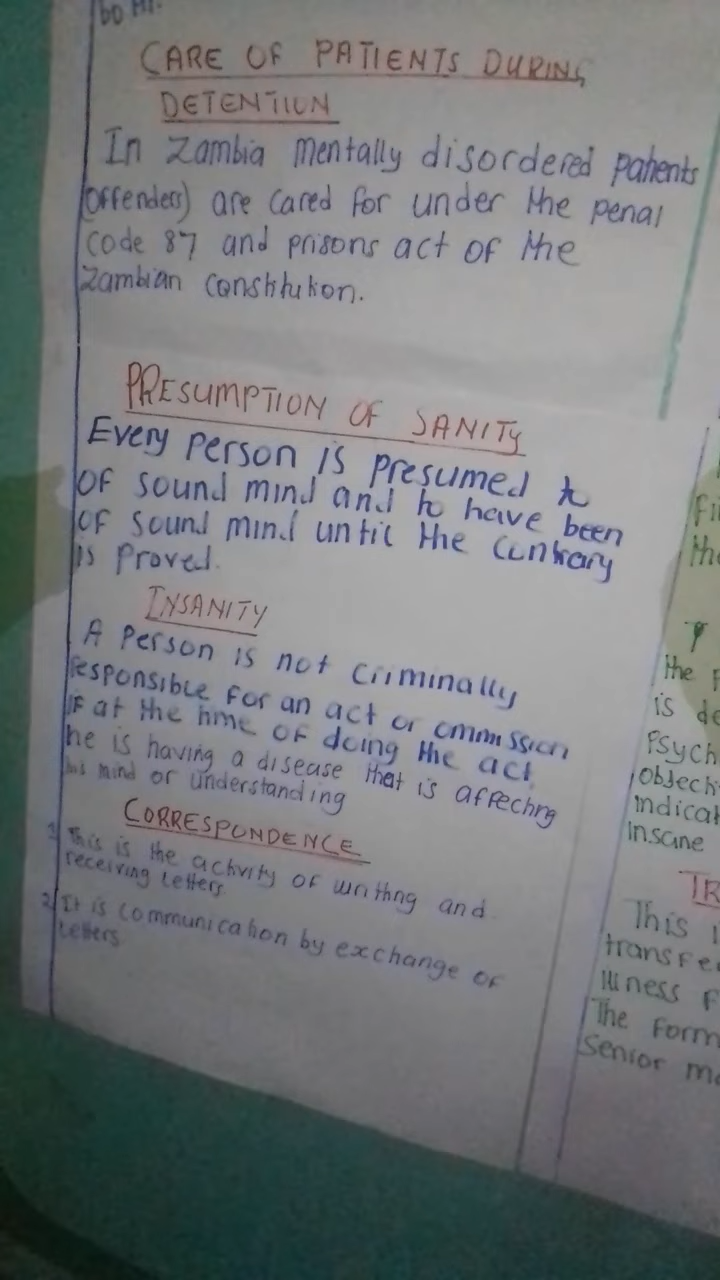 CARE OF PATIENTS DURING
DETENTION
In Zambia mentally disordered patients
(offenders) are cared for under the penal
code 87 and prisons act of the
Zambian constitution.
PRESUMPTION OF SANITY
Every person is presumed to
of sound mind and to have been
of sound mind until the contrary
is proved.
INSANITY
A person is not criminally
responsible for an act or ommission
if at the time of doing the act
he is having a disease that is affecting
his mind or understanding
CORRESPONDENCE
1 This is the activity of writing and
receiving letters.
2 It is communication by exchange of
letters
the
is de
Psych
objecti
indicat
insane
TR
This i
transfe
illness f
The form
Senior me